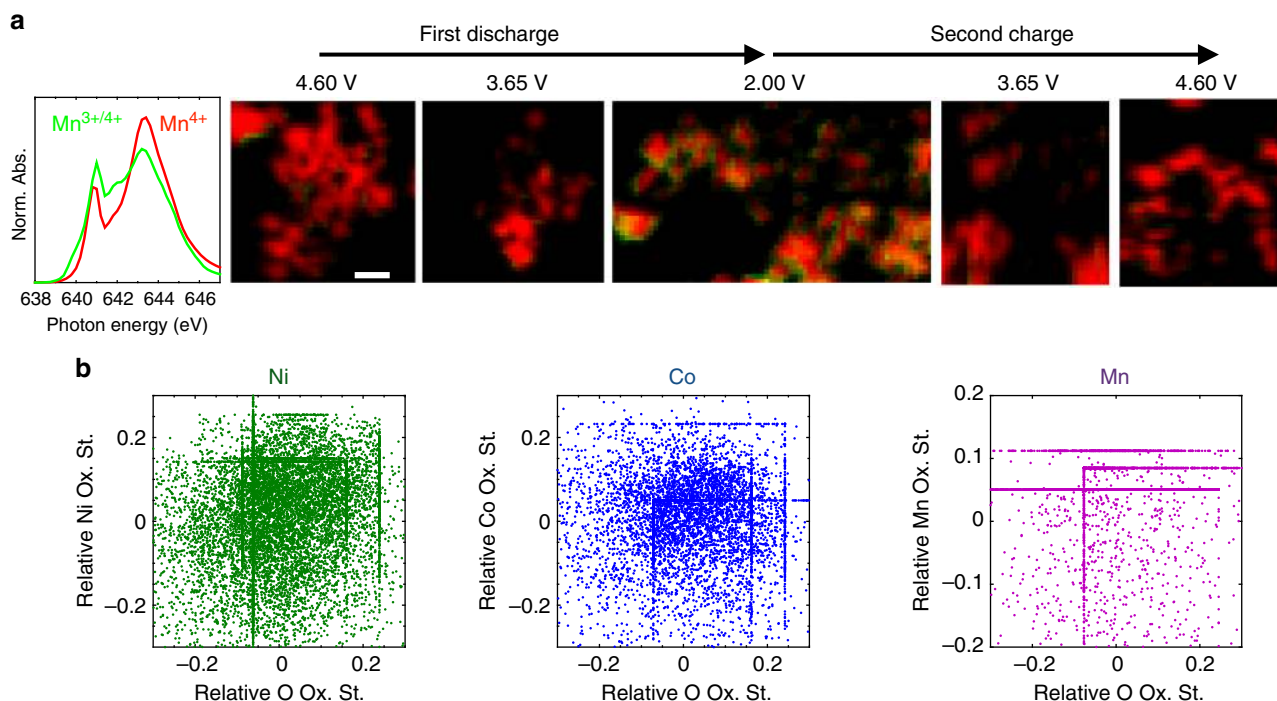 a
First discharge
Second charge
4.60 V
3.65 V
2.00 V
3.65 V
4.60 V
Mn3+/4+
Mn4+
Norm. Abs.
638 640 642 644 646
Photon energy (eV)
b
Ni
Relative Ni Ox. St.
0.2
0
–0.2
–0.2 0 0.2
Relative O Ox. St.
Co
Relative Co Ox. St.
0.2
0
–0.2
–0.2 0 0.2
Relative O Ox. St.
Mn
Relative Mn Ox. St.
0.2
0.1
0
–0.1
–0.2
–0.2 0 0.2
Relative O Ox. St.